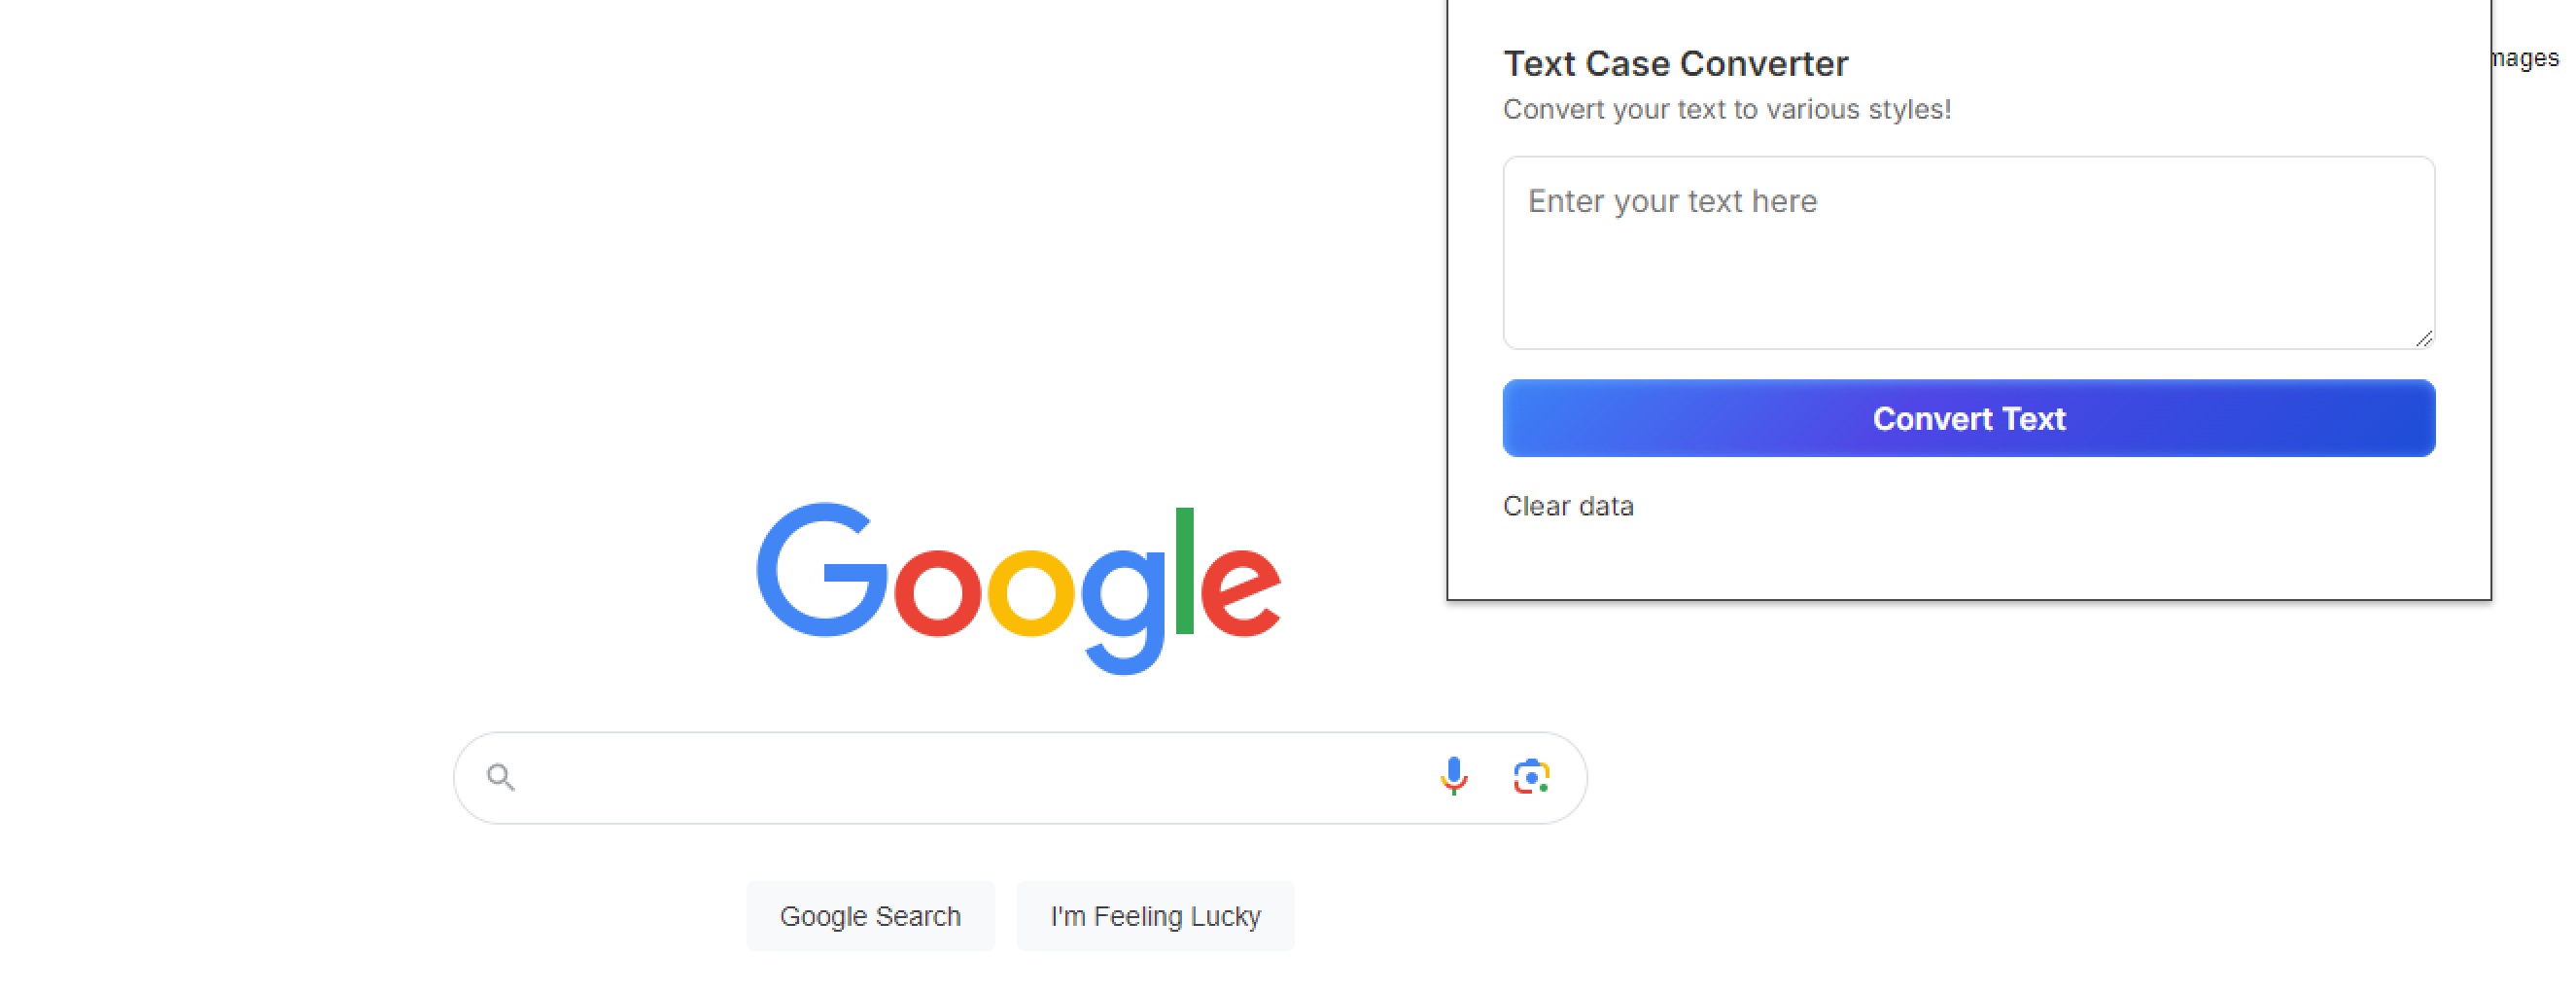 Text Case Converter
Convert your text to various styles!
mages
Enter your text here
Convert Text
Clear data
Google
Google Search
I'm Feeling Lucky